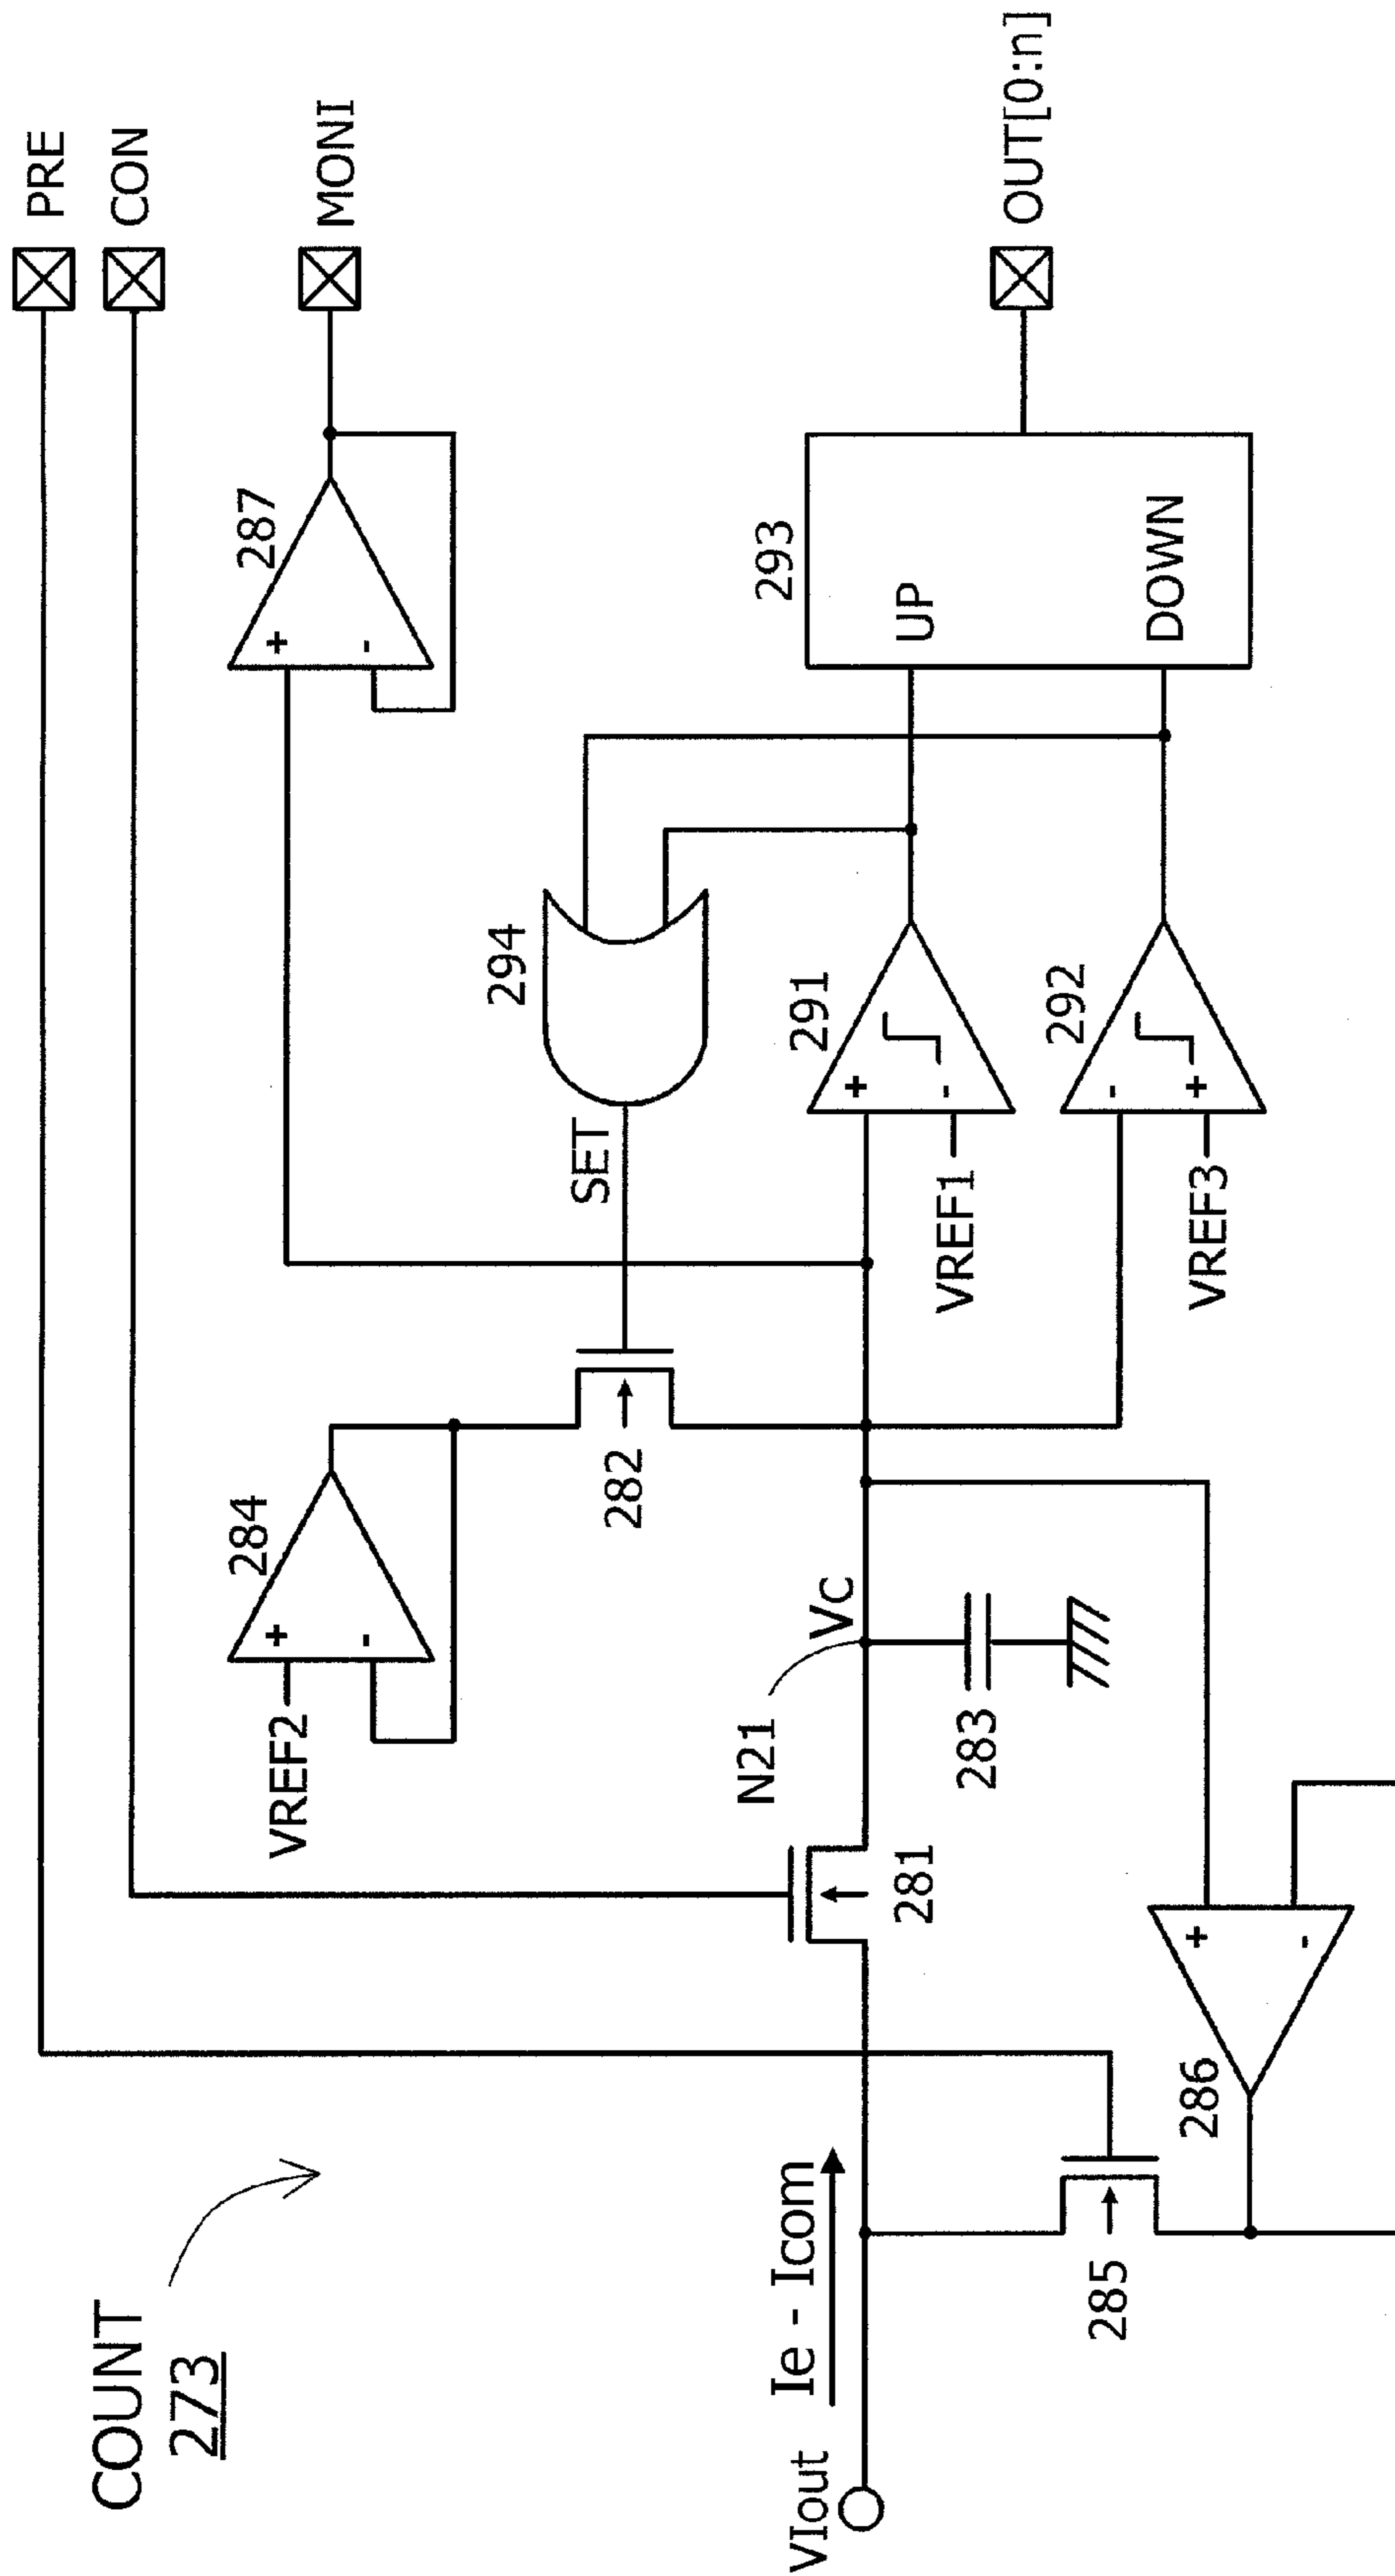 COUNT
273
PRE
CON
MONI
287
+
-
284
VREF2
+
-
282
SET
294
N21
Vc
283
281
VIout
Ie - Icom
285
286
+
-
291
+
-
VREF1
292
-
+
VREF3
293
UP
DOWN
OUT[0:n]